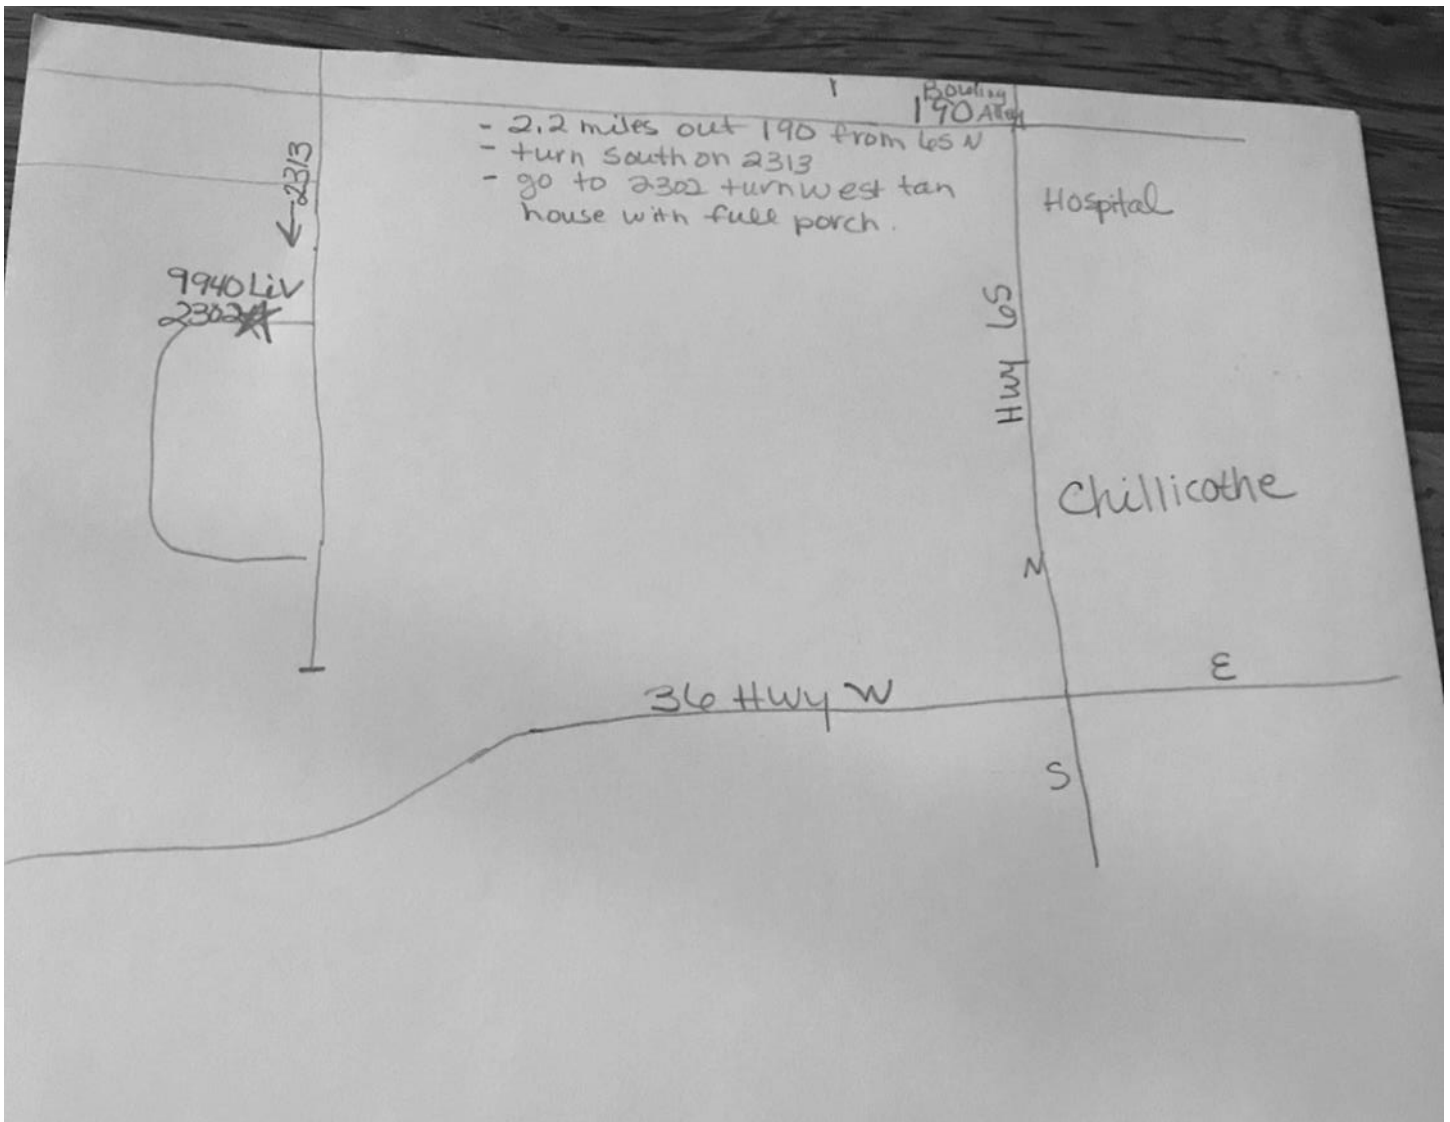 Bowling
190 Alley
- 2.2 miles out 190 from 65 N
- turn south on 2313
- go to 2302 turn west tan
house with full porch.
2313
Hospital
9940 Liv
2302
Hwy 65
Chillicothe
N
E
36 Hwy W
S